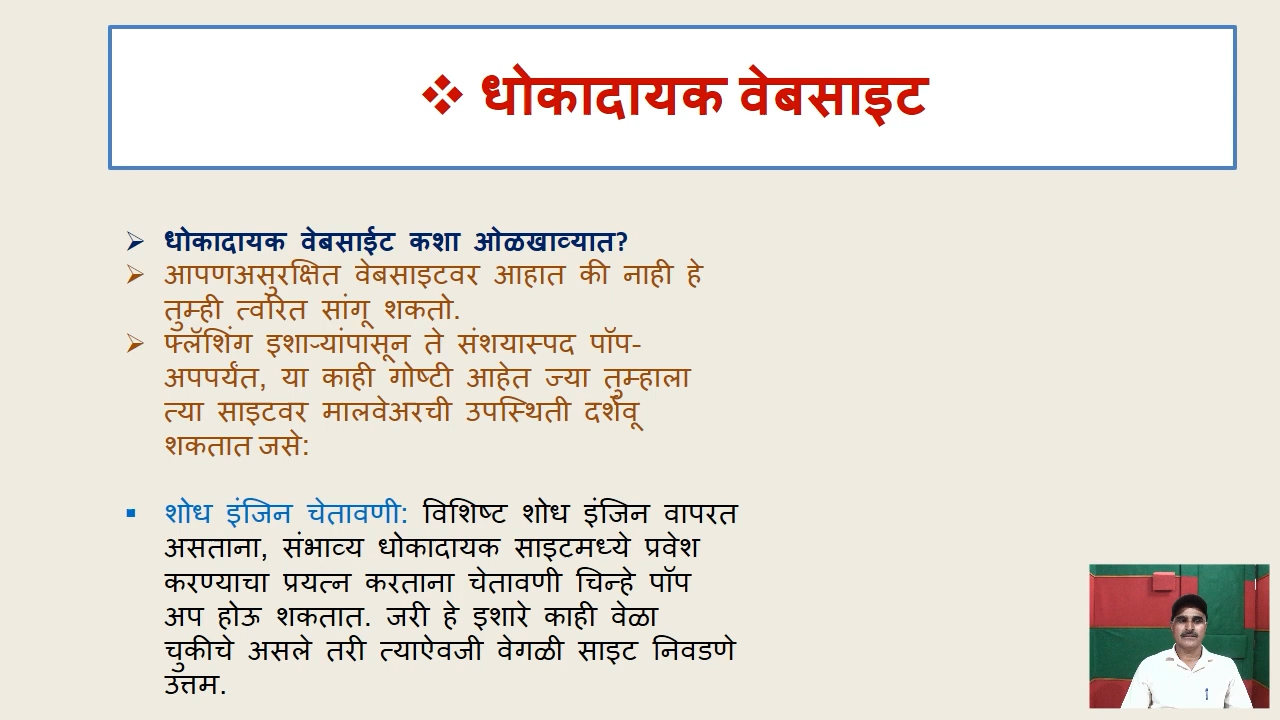 ❖ धोकादायक वेबसाइट
➢ धोकादायक वेबसाईट कशा ओळखाव्यात?
➢ आपणअसुरक्षित वेबसाइटवर आहात की नाही हे
तुम्ही त्वरित सांगू शकतो.
➢ फ्लॅशिंग इशाऱ्यांपासून ते संशयास्पद पॉप-
अपपर्यंत, या काही गोष्टी आहेत ज्या तुम्हाला
त्या साइटवर मालवेअरची उपस्थिती दर्शवू
शकतात जसे:
▪ शोध इंजिन चेतावणी: विशिष्ट शोध इंजिन वापरत
असताना, संभाव्य धोकादायक साइटमध्ये प्रवेश
करण्याचा प्रयत्न करताना चेतावणी चिन्हे पॉप
अप होऊ शकतात. जरी हे इशारे काही वेळा
चुकीचे असले तरी त्याऐवजी वेगळी साइट निवडणे
उत्तम.